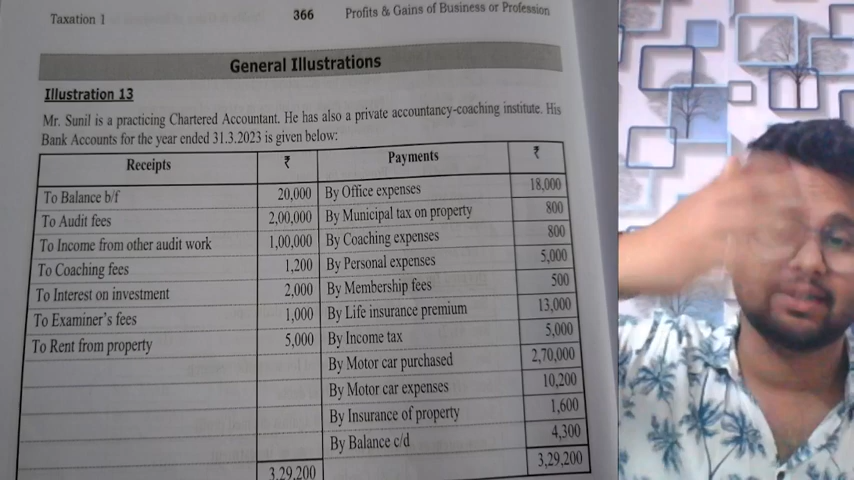 Taxation 1 366 Profits & Gains of Business or Profession
General Illustrations
Illustration 13
Mr. Sunil is a practicing Chartered Accountant. He has also a private accountancy-coaching institute. His
Bank Accounts for the year ended 31.3.2023 is given below:
Receipts ₹ Payments ₹
To Balance b/f 20,000 By Office expenses 18,000
To Audit fees 2,00,000 By Municipal tax on property 800
To Income from other audit work 1,00,000 By Coaching expenses 800
To Coaching fees 1,200 By Personal expenses 5,000
To Interest on investment 2,000 By Membership fees 500
To Examiner's fees 1,000 By Life insurance premium 13,000
To Rent from property 5,000 By Income tax 5,000
By Motor car purchased 2,70,000
By Motor car expenses 10,200
By Insurance of property 1,600
By Balance c/d 4,300
3,29,200 3,29,200